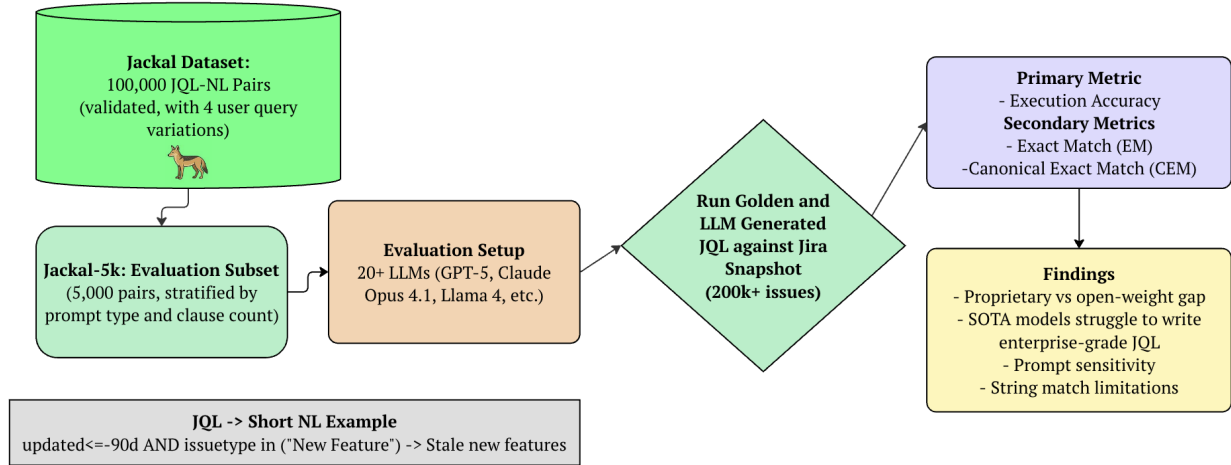 Jackal Dataset:
100,000 JQL-NL Pairs
(validated, with 4 user query
variations)
Jackal-5k: Evaluation Subset
(5,000 pairs, stratified by
prompt type and clause count)
Evaluation Setup
20+ LLMs (GPT-5, Claude
Opus 4.1, Llama 4, etc.)
Run Golden and
LLM Generated
JQL against Jira
Snapshot
(200k+ issues)
Primary Metric
- Execution Accuracy
Secondary Metrics
- Exact Match (EM)
-Canonical Exact Match (CEM)
Findings
- Proprietary vs open-weight gap
- SOTA models struggle to write
enterprise-grade JQL
- Prompt sensitivity
- String match limitations
JQL -> Short NL Example
updated<=-90d AND issuetype in ("New Feature") -> Stale new features